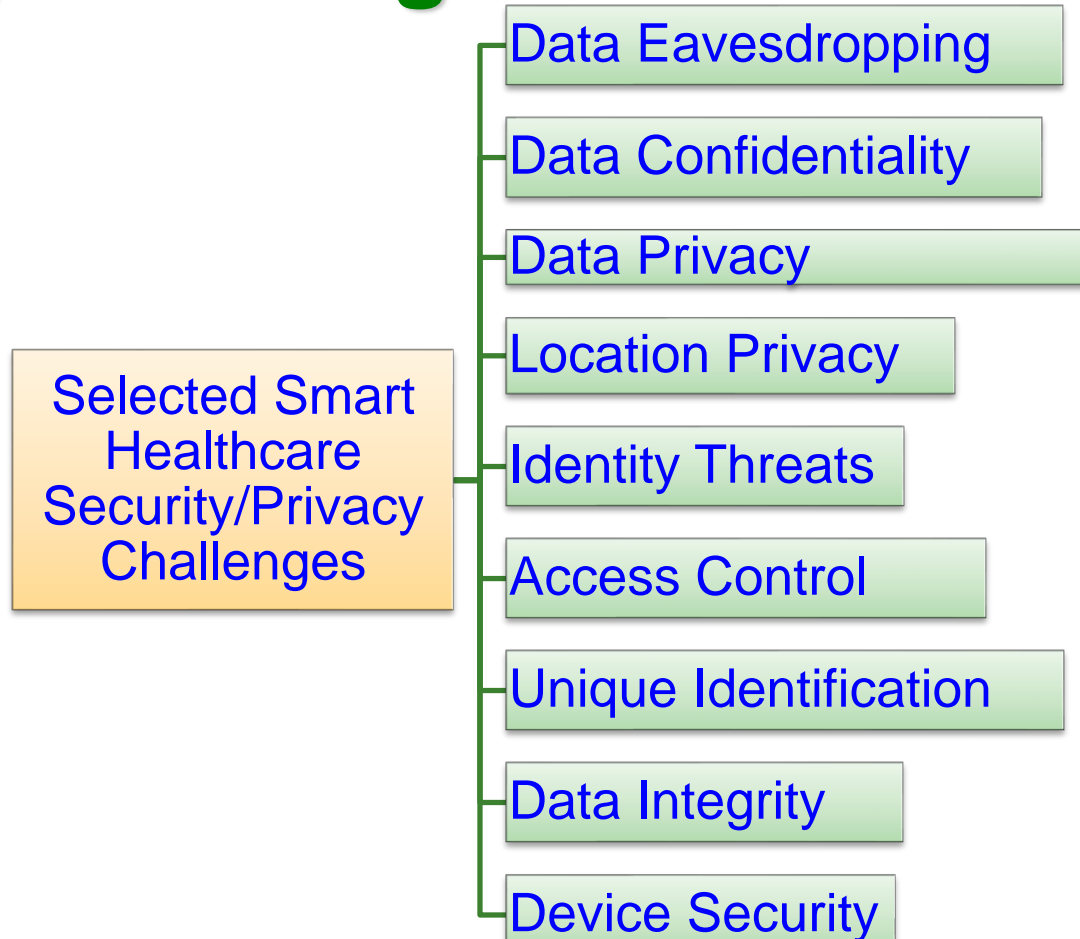 Selected Smart
Healthcare
Security/Privacy
Challenges
Data Eavesdropping
Data Confidentiality
Data Privacy
Location Privacy
Identity Threats
Access Control
Unique Identification
Data Integrity
Device Security